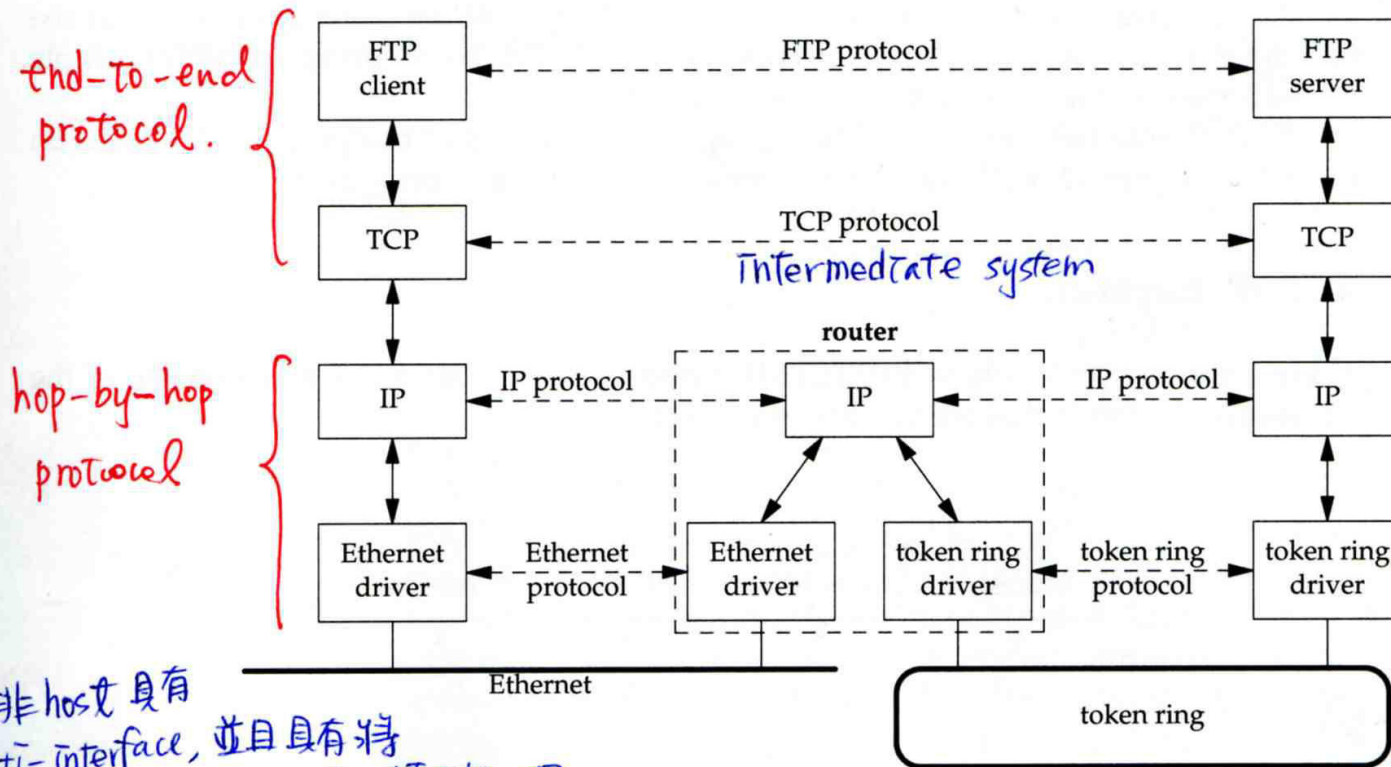 end-to-end
protocol.
FTP
client
FTP protocol
FTP
server
TCP
TCP protocol
TCP
intermediate system
router
hop-by-hop
protocol
IP
IP protocol
IP
IP protocol
IP
Ethernet
driver
Ethernet
protocol
Ethernet
driver
token ring
driver
token ring
protocol
token ring
driver
Ethernet
token ring
非host具有
ti-interface, 並且具有將